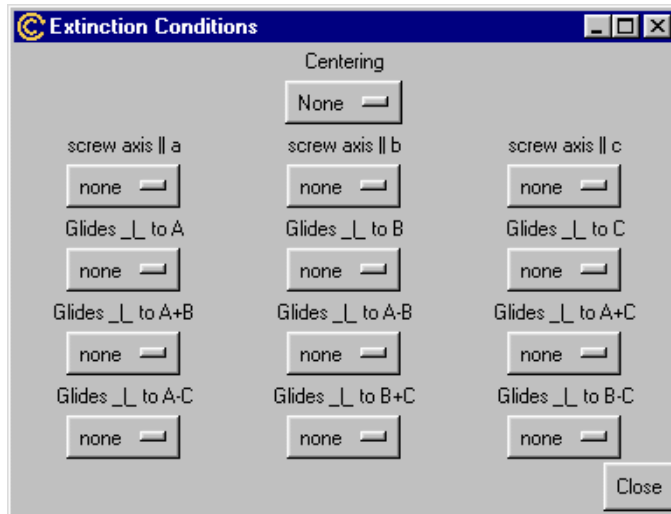 Extinction Conditions
Centering
None
screw axis || a screw axis || b screw axis || c
none none none
Glides _|_ to A Glides _|_ to B Glides _|_ to C
none none none
Glides _|_ to A+B Glides _|_ to A-B Glides _|_ to A+C
none none none
Glides _|_ to A-C Glides _|_ to B+C Glides _|_ to B-C
none none none
Close